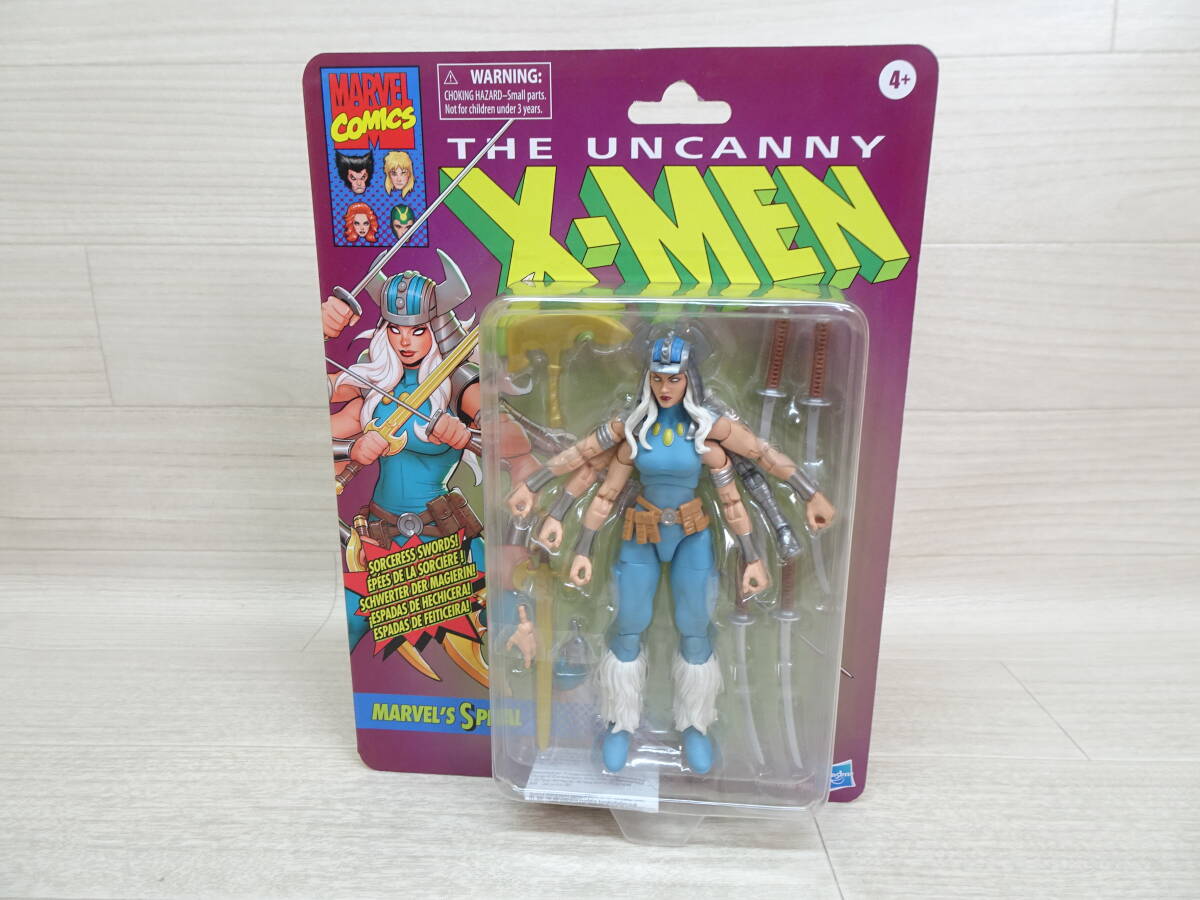 MARVEL
COMICS
⚠ WARNING:
CHOKING HAZARD–Small parts.
Not for children under 3 years.
4+
THE UNCANNY
X-MEN
SORCERESS SWORDS!
ÉPÉES DE LA SORCIÈRE !
SCHWERTER DER MAGIERIN!
¡ESPADAS DE HECHICERA!
ESPADAS DE FEITICEIRA!
MARVEL'S SPIRAL
Hasbro